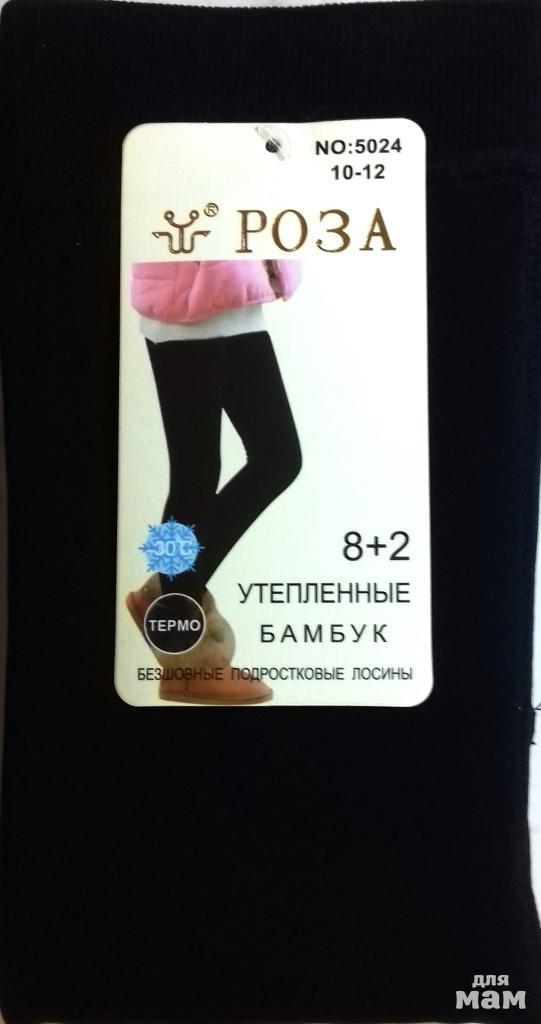 NO:5024
10-12
® РОЗА
-30℃
8+2
УТЕПЛЕННЫЕ
ТЕРМО
БАМБУК
БЕЗШОВНЫЕ ПОДРОСТКОВЫЕ ЛОСИНЫ
для
мам